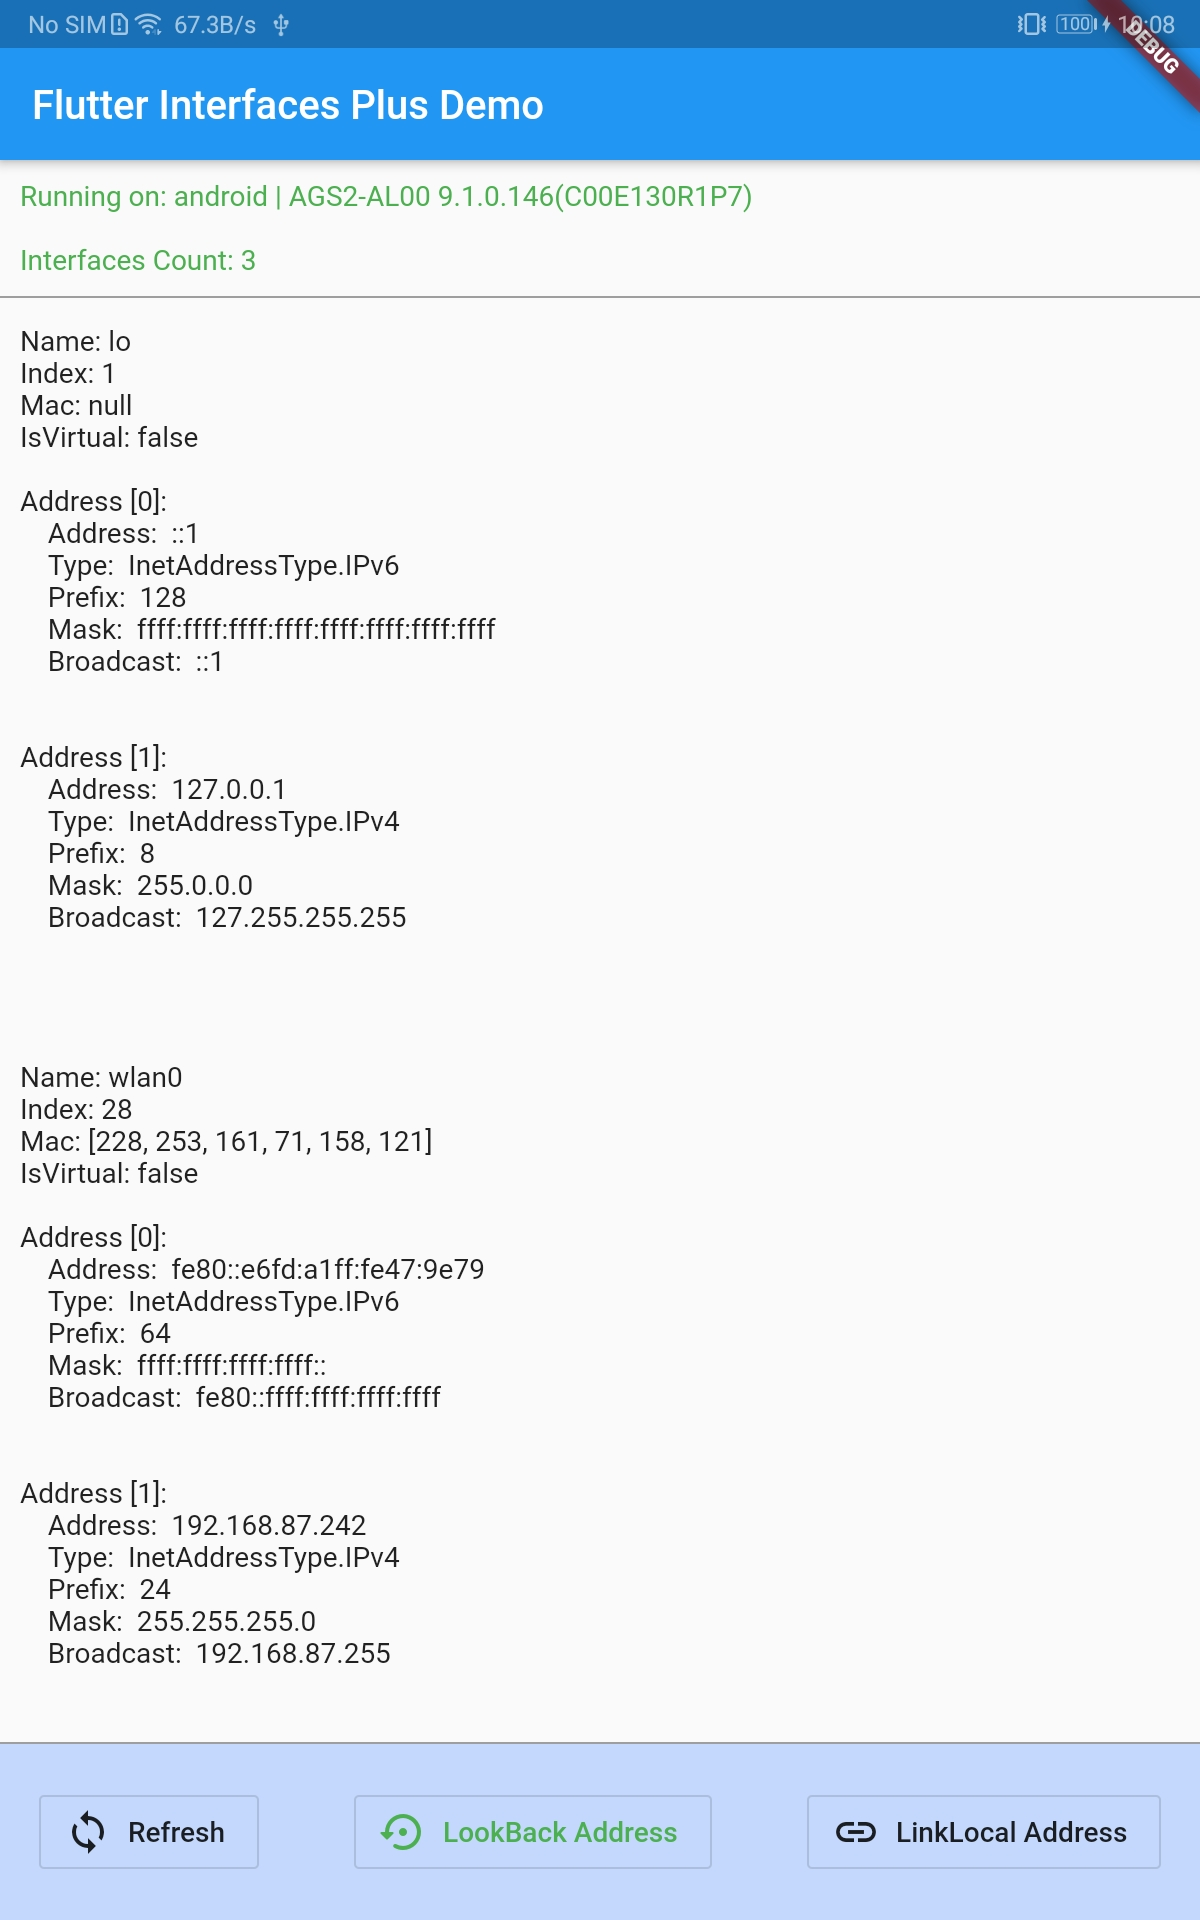 No SIM 67.3B/s 100 10:08
DEBUG
Flutter Interfaces Plus Demo
Running on: android | AGS2-AL00 9.1.0.146(C00E130R1P7)
Interfaces Count: 3
Name: lo
Index: 1
Mac: null
IsVirtual: false
Address [0]:
Address: ::1
Type: InetAddressType.IPv6
Prefix: 128
Mask: ffff:ffff:ffff:ffff:ffff:ffff:ffff:ffff
Broadcast: ::1
Address [1]:
Address: 127.0.0.1
Type: InetAddressType.IPv4
Prefix: 8
Mask: 255.0.0.0
Broadcast: 127.255.255.255
Name: wlan0
Index: 28
Mac: [228, 253, 161, 71, 158, 121]
IsVirtual: false
Address [0]:
Address: fe80::e6fd:a1ff:fe47:9e79
Type: InetAddressType.IPv6
Prefix: 64
Mask: ffff:ffff:ffff:ffff::
Broadcast: fe80::ffff:ffff:ffff:ffff
Address [1]:
Address: 192.168.87.242
Type: InetAddressType.IPv4
Prefix: 24
Mask: 255.255.255.0
Broadcast: 192.168.87.255
Refresh LookBack Address LinkLocal Address